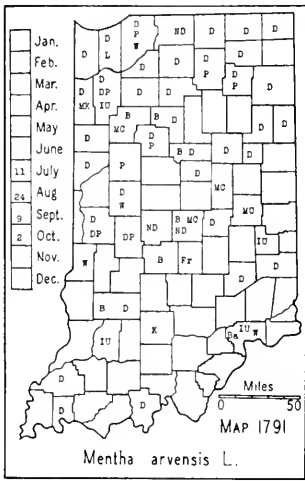 Jan.
Feb.
Mar.
Apr.
May
June
11 July
24 Aug
9 Sept.
2 Oct.
Nov.
Dec.
D
D L
D P W
ND
D
D
D
D
D
D
D
D P
D P
D
D
D MK
DP IU
D
D
D
B MC
B
D
D P
B D
D
D
D
D
D
P
MC
D W
MC
D DP
DP
ND
B MC ND
IU
W
B
Fr
D
D
B D
IU
K
Ba
IU W
D
D
D
Miles
0 50
MAP 1791
Mentha arvensis L.